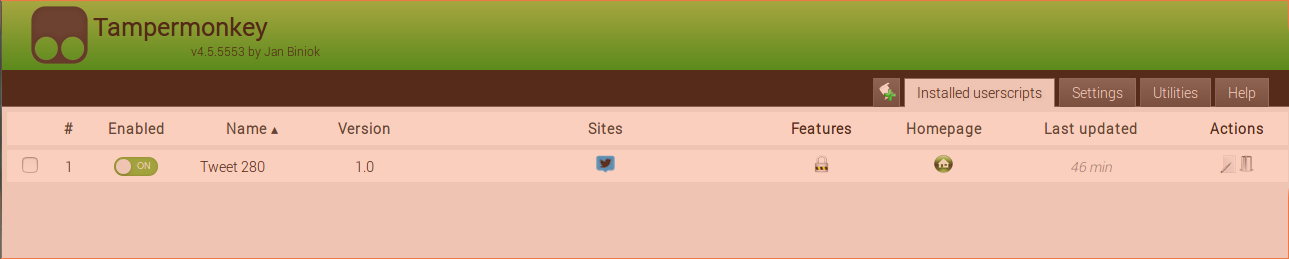 Tampermonkey
v4.5.5553 by Jan Biniok
Installed userscripts Settings Utilities Help
# Enabled Name ▴ Version Sites Features Homepage Last updated Actions
1 ON Tweet 280 1.0 46 min